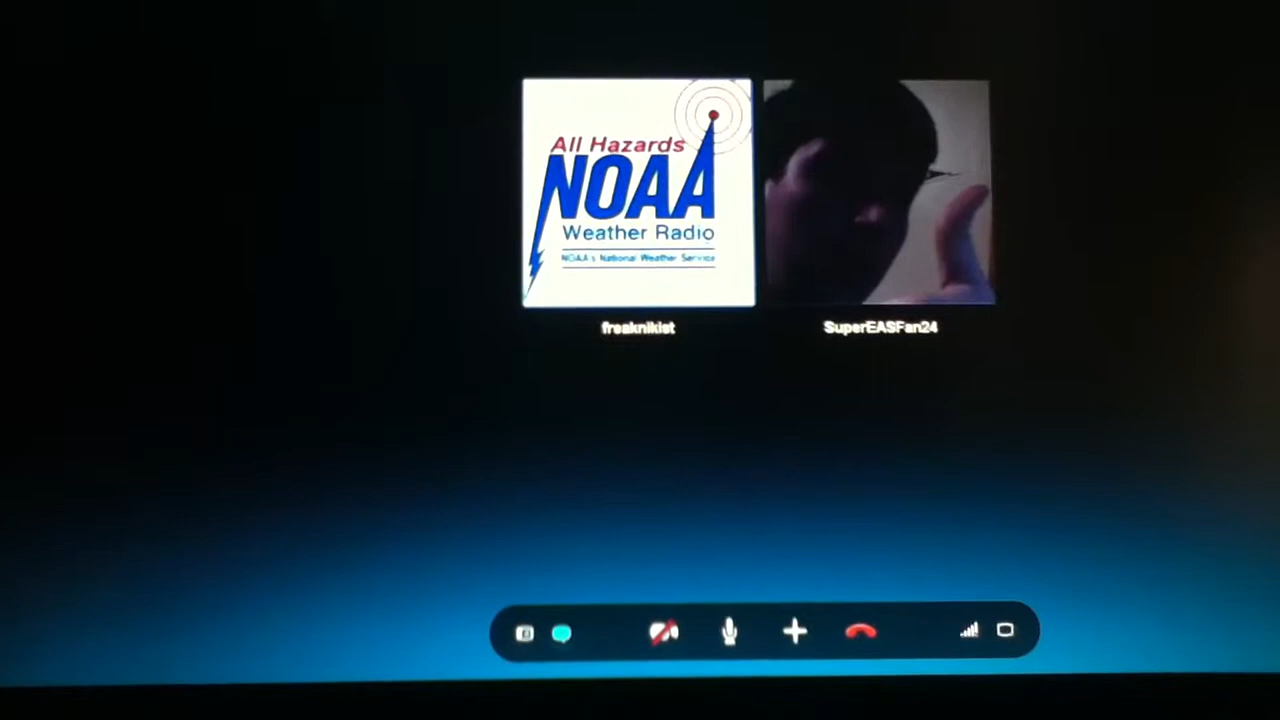 All Hazards
NOAA
Weather Radio
NOAA's National Weather Service
freaknikist
SuperEASFan24